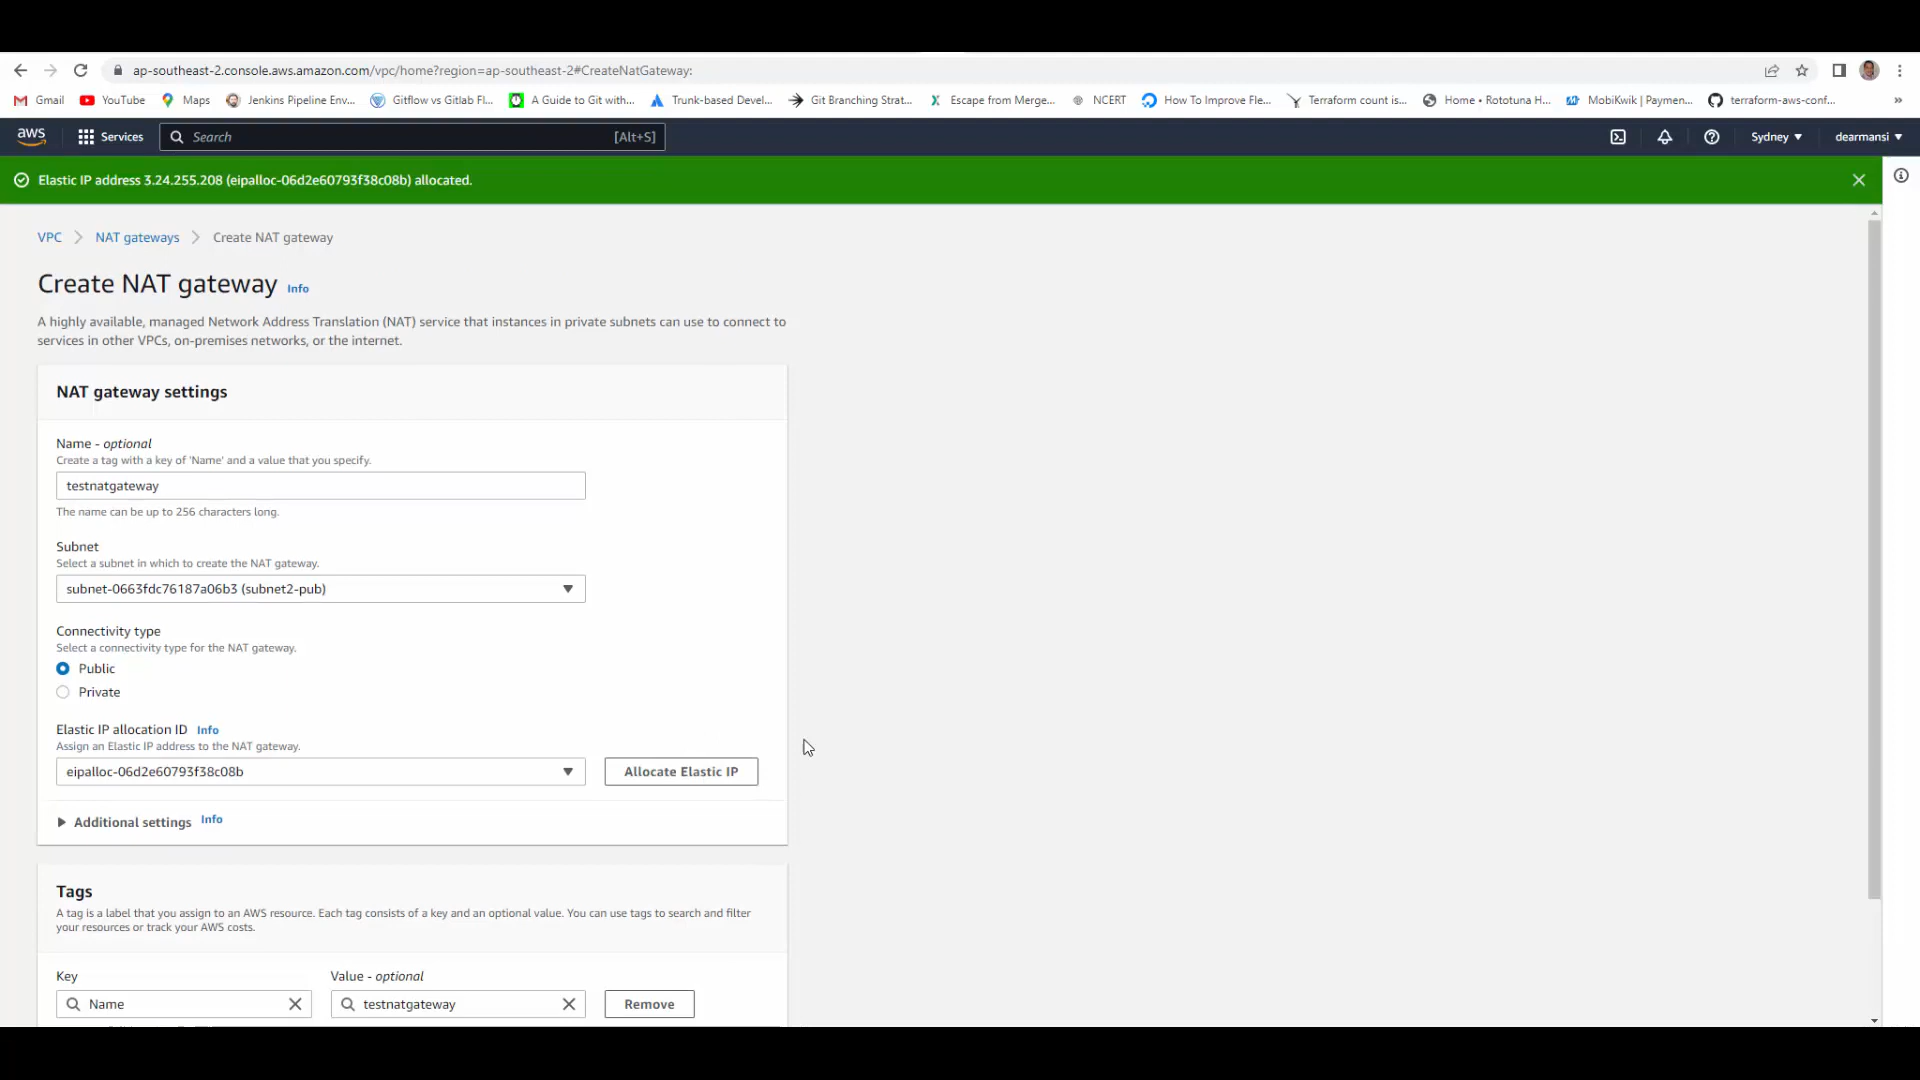 ap-southeast-2.console.aws.amazon.com/vpc/home?region=ap-southeast-2#CreateNatGateway:
Gmail YouTube Maps Jenkins Pipeline Env... Gitflow vs Gitlab Fl... A Guide to Git with... Trunk-based Devel... Git Branching Strat... Escape from Merge... NCERT How To Improve Fle... Terraform count is... Home • Rototuna H... MobiKwik | Paymen... terraform-aws-conf... »
aws Services Search [Alt+S] Sydney dearmansi
Elastic IP address 3.24.255.208 (eipalloc-06d2e60793f38c08b) allocated.
VPC NAT gateways Create NAT gateway
Create NAT gateway Info
A highly available, managed Network Address Translation (NAT) service that instances in private subnets can use to connect to
services in other VPCs, on-premises networks, or the internet.
NAT gateway settings
Name - optional
Create a tag with a key of 'Name' and a value that you specify.
testnatgateway
The name can be up to 256 characters long.
Subnet
Select a subnet in which to create the NAT gateway.
subnet-0663fdc76187a06b3 (subnet2-pub)
Connectivity type
Select a connectivity type for the NAT gateway.
Public
Private
Elastic IP allocation ID Info
Assign an Elastic IP address to the NAT gateway.
eipalloc-06d2e60793f38c08b Allocate Elastic IP
Additional settings Info
Tags
A tag is a label that you assign to an AWS resource. Each tag consists of a key and an optional value. You can use tags to search and filter
your resources or track your AWS costs.
Key Value - optional
Name testnatgateway Remove